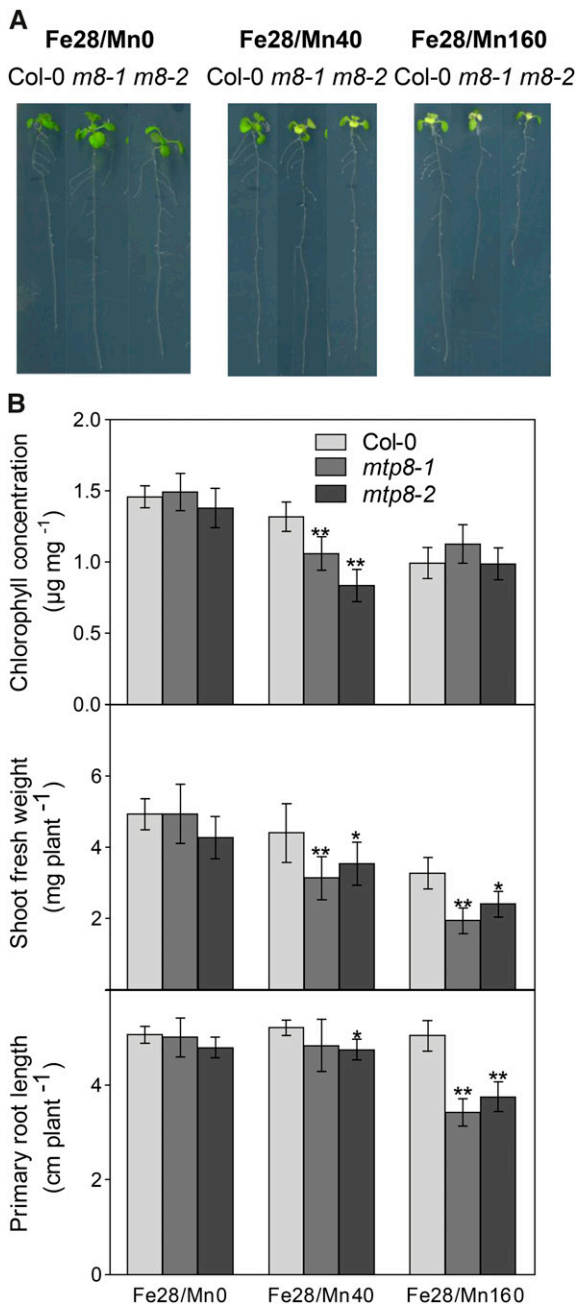 A
Fe28/Mn0 Fe28/Mn40 Fe28/Mn160
Col-0 m8-1 m8-2 Col-0 m8-1 m8-2 Col-0 m8-1 m8-2
B
Chlorophyll concentration
(µg mg -1)
2.0
1.5
1.0
0.5
0.0
Col-0
mtp8-1
mtp8-2
** **
Shoot fresh weight
(mg plant -1)
6
4
2
** *
** *
Primary root length
(cm plant -1)
4
2
0
*
** **
Fe28/Mn0 Fe28/Mn40 Fe28/Mn160